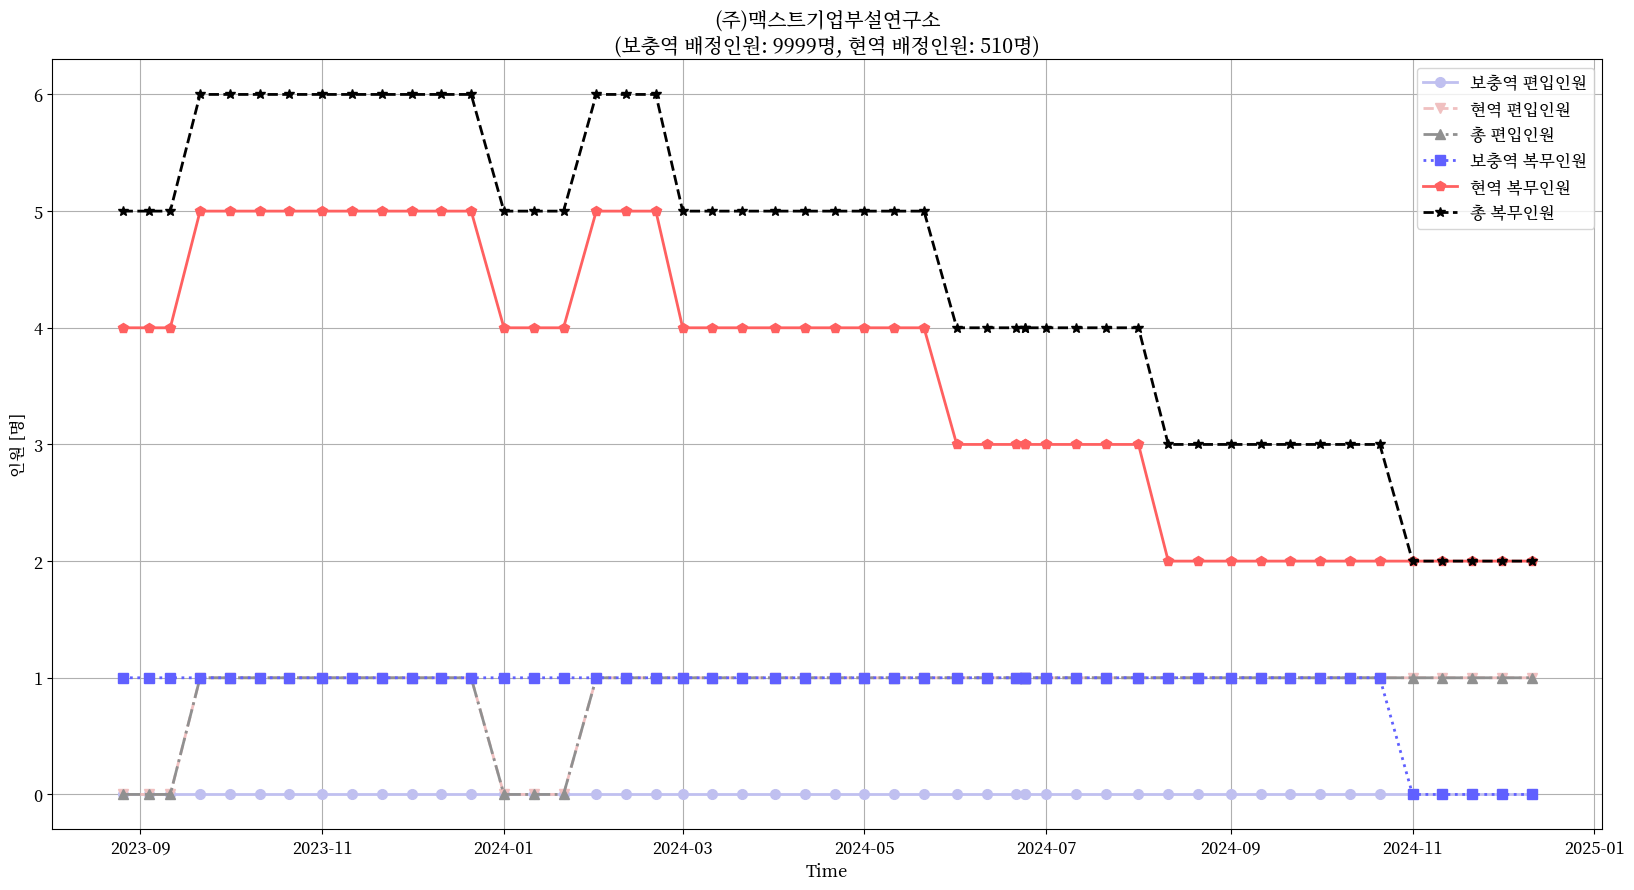 (주)맥스트기업부설연구소
(보충역 배정인원: 9999명, 현역 배정인원: 510명)
보충역 편입인원
현역 편입인원
총 편입인원
보충역 복무인원
현역 복무인원
총 복무인원
인원 [명]
6
5
4
3
2
1
0
2023-09
2023-11
2024-01
2024-03
2024-05
2024-07
2024-09
2024-11
2025-01
Time